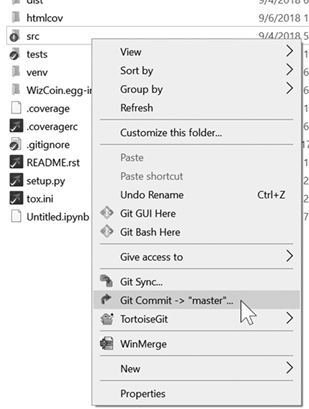 dist
9/4/2018 6
htmlcov
9/6/2018 5
src
9/4/2018 5
tests
venv
WizCoin.egg-in
.coverage
.coveragerc
.gitignore
README.rst
setup.py
tox.ini
Untitled.ipynb
View
Sort by
Group by
Refresh
Customize this folder...
Paste
Paste shortcut
Undo Rename Ctrl+Z
Git GUI Here
Git Bash Here
Give access to
Git Sync...
Git Commit -> "master"...
TortoiseGit
WinMerge
New
Properties